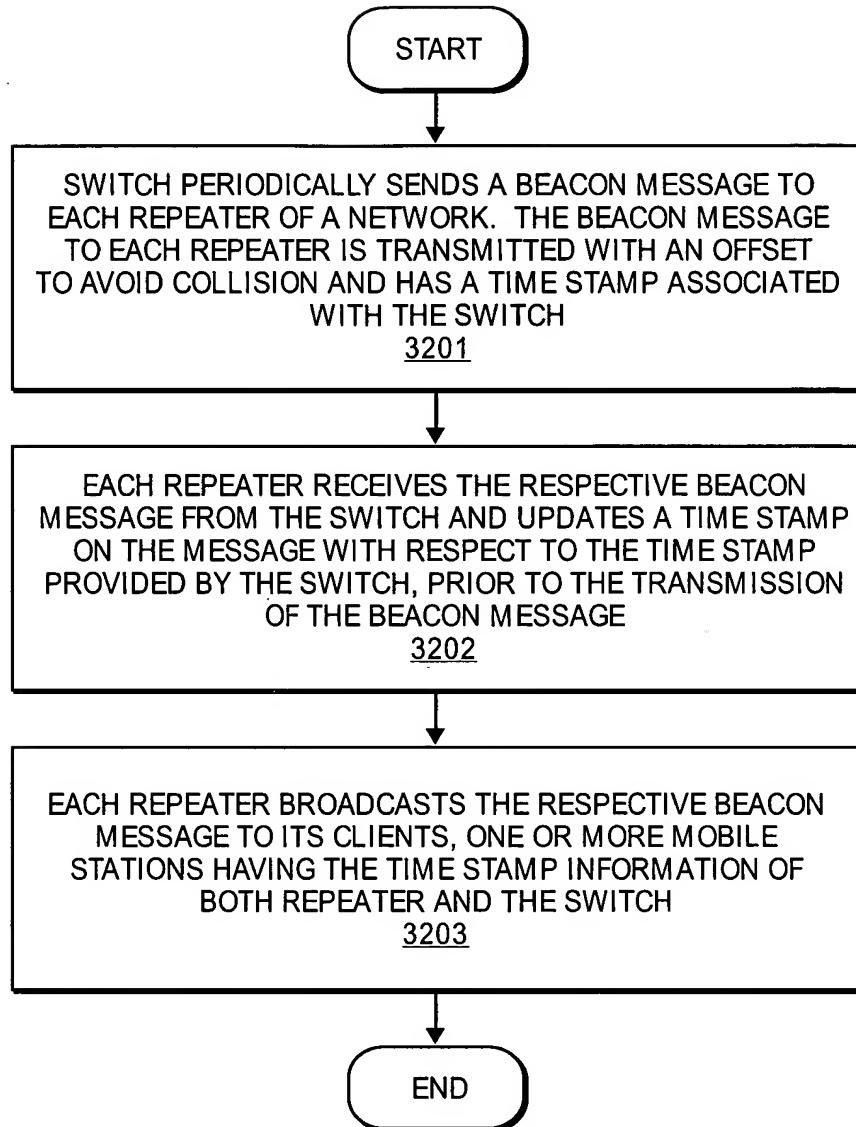 START
SWITCH PERIODICALLY SENDS A BEACON MESSAGE TO
EACH REPEATER OF A NETWORK. THE BEACON MESSAGE
TO EACH REPEATER IS TRANSMITTED WITH AN OFFSET
TO AVOID COLLISION AND HAS A TIME STAMP ASSOCIATED
WITH THE SWITCH
3201
EACH REPEATER RECEIVES THE RESPECTIVE BEACON
MESSAGE FROM THE SWITCH AND UPDATES A TIME STAMP
ON THE MESSAGE WITH RESPECT TO THE TIME STAMP
PROVIDED BY THE SWITCH, PRIOR TO THE TRANSMISSION
OF THE BEACON MESSAGE
3202
EACH REPEATER BROADCASTS THE RESPECTIVE BEACON
MESSAGE TO ITS CLIENTS, ONE OR MORE MOBILE
STATIONS HAVING THE TIME STAMP INFORMATION OF
BOTH REPEATER AND THE SWITCH
3203
END